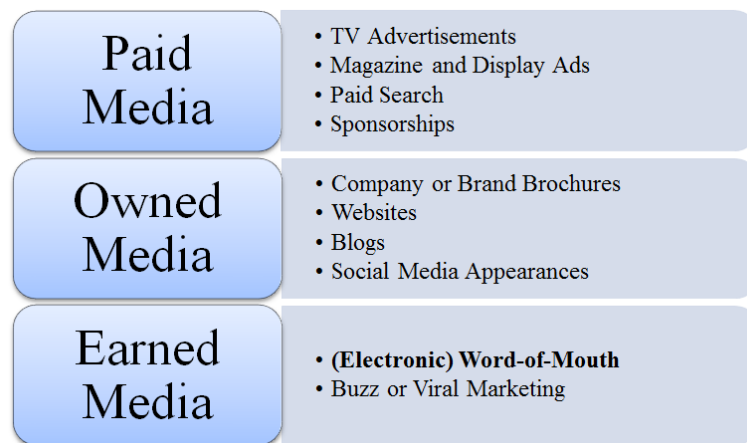 Paid
Media
• TV Advertisements
• Magazine and Display Ads
• Paid Search
• Sponsorships
Owned
Media
• Company or Brand Brochures
• Websites
• Blogs
• Social Media Appearances
Earned
Media
• (Electronic) Word-of-Mouth
• Buzz or Viral Marketing